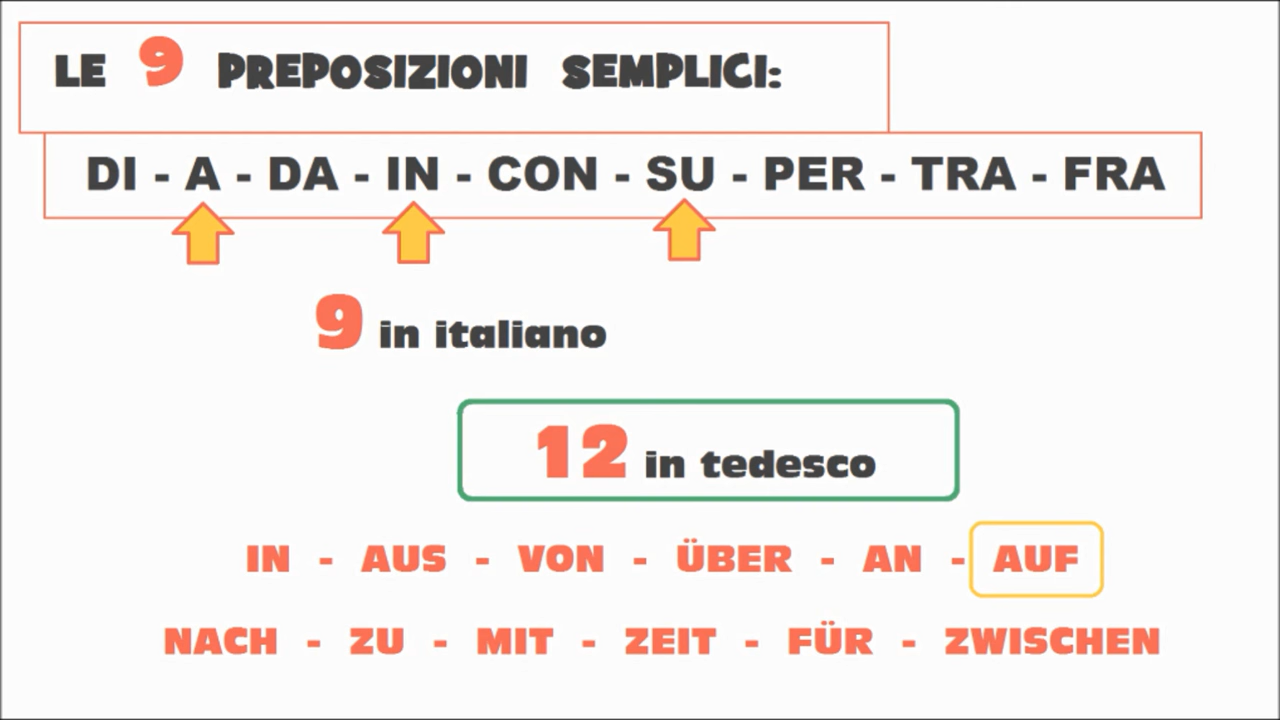 LE 9 PREPOSIZIONI SEMPLICI:
DI - A - DA - IN - CON - SU - PER - TRA - FRA
9 in italiano
12 in tedesco
IN - AUS - VON - ÜBER - AN - AUF
NACH - ZU - MIT - ZEIT - FÜR - ZWISCHEN